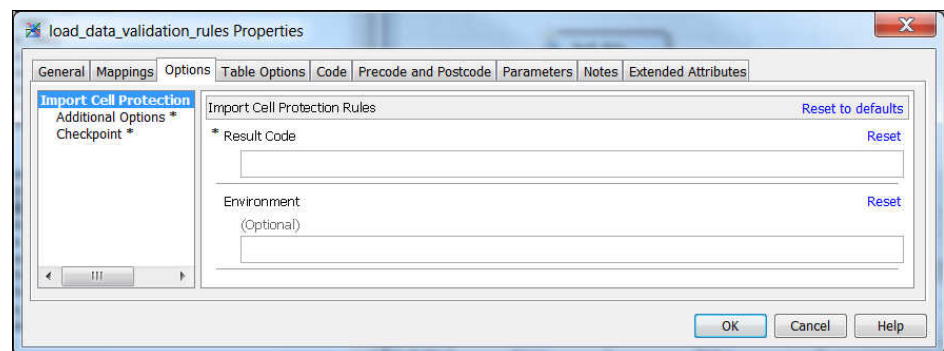 load_data_validation_rules Properties
General Mappings Options Table Options Code Precode and Postcode Parameters Notes Extended Attributes
Import Cell Protection
Additional Options *
Checkpoint *
Import Cell Protection Rules Reset to defaults
* Result Code Reset
Environment Reset
(Optional)
OK Cancel Help